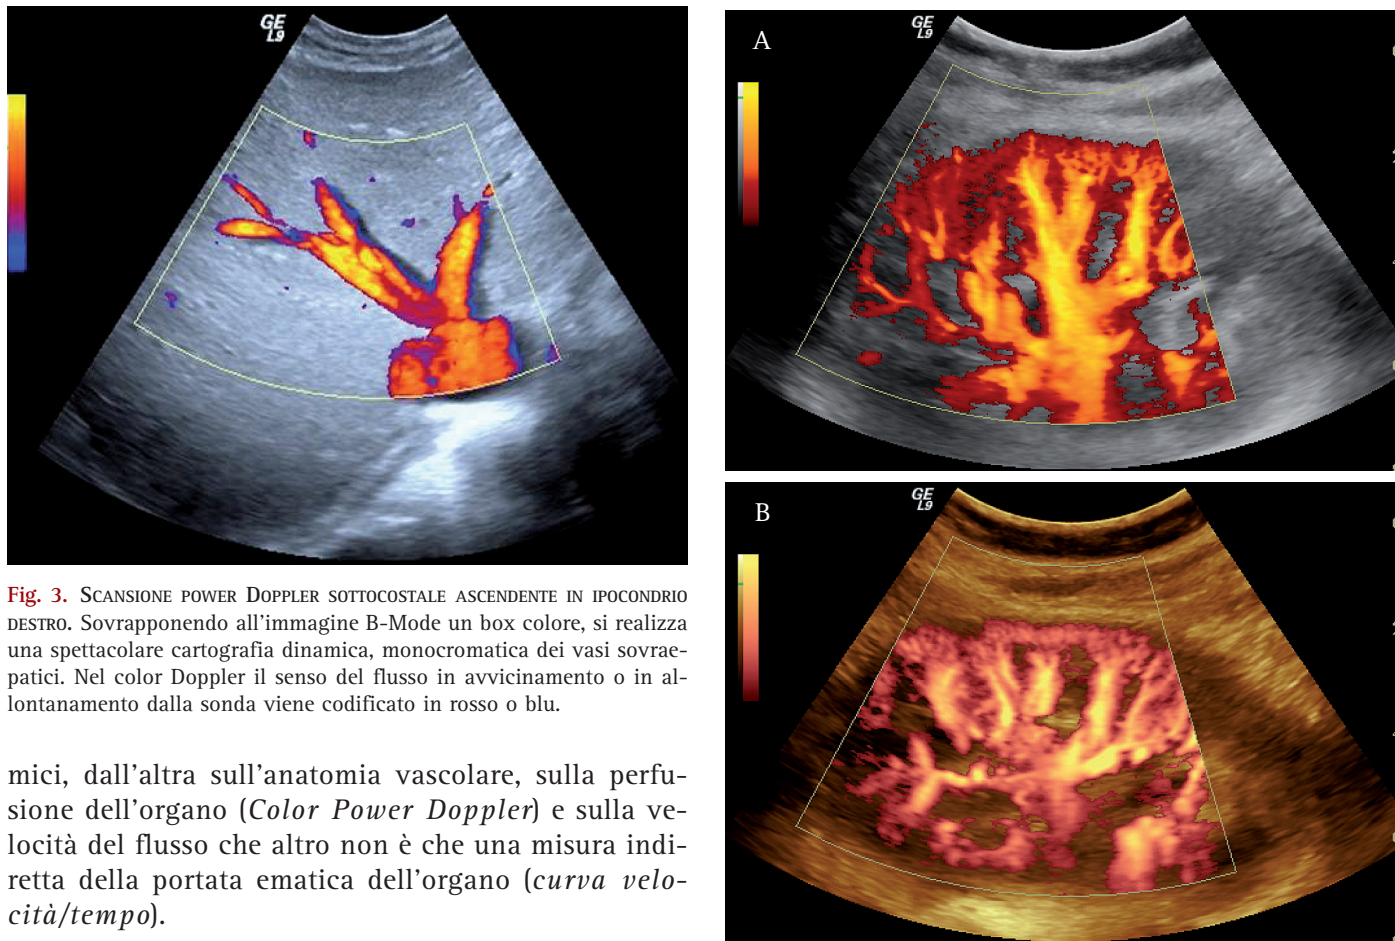 GE
L9
Fig. 3. SCANSIONE POWER DOPPLER SOTTOCOSTALE ASCENDENTE IN IPOCONDRIO
DESTRO. Sovrapponendo all'immagine B-Mode un box colore, si realizza
una spettacolare cartografia dinamica, monocromatica dei vasi sovrae-
patici. Nel color Doppler il senso del flusso in avvicinamento o in al-
lontanamento dalla sonda viene codificato in rosso o blu.
mici, dall'altra sull'anatomia vascolare, sulla perfu-
sione dell'organo (Color Power Doppler) e sulla ve-
locità del flusso che altro non è che una misura indi-
retta della portata ematica dell'organo (curva velo-
cità/tempo).
A
GE
L9
B
GE
L9